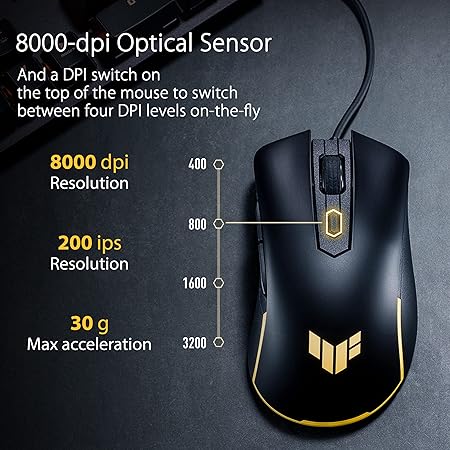 8000-dpi Optical Sensor
And a DPI switch on
the top of the mouse to switch
between four DPI levels on-the-fly
8000 dpi
Resolution
200 ips
Resolution
30 g
Max acceleration
400
800
1600
3200